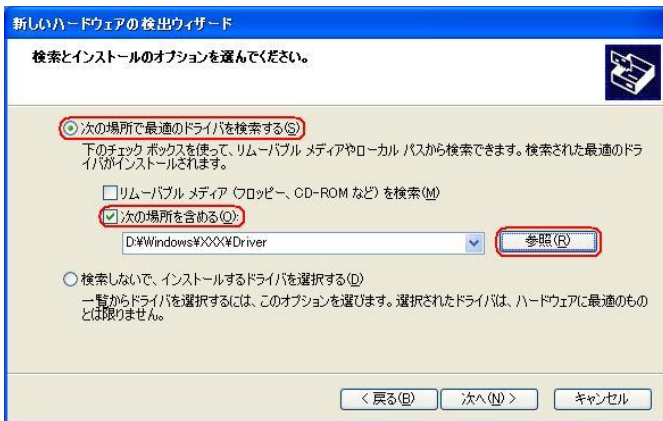 新しいハードウェアの検出ウィザード
検索とインストールのオプションを選んでください。
次の場所で最適のドライバを検索する(S)
下のチェック ボックスを使って、リムーバブル メディアやローカル パスから検索できます。検索された最適のドラ
イバがインストールされます。
リムーバブル メディア (フロッピー、CD-ROM など) を検索(M)
次の場所を含める(O):
D:¥Windows¥XXX¥Driver
参照(R)
検索しないで、インストールするドライバを選択する(D)
一覧からドライバを選択するには、このオプションを選びます。選択されたドライバは、ハードウェアに最適のもの
とは限りません。
< 戻る(B) 次へ(N) > キャンセル